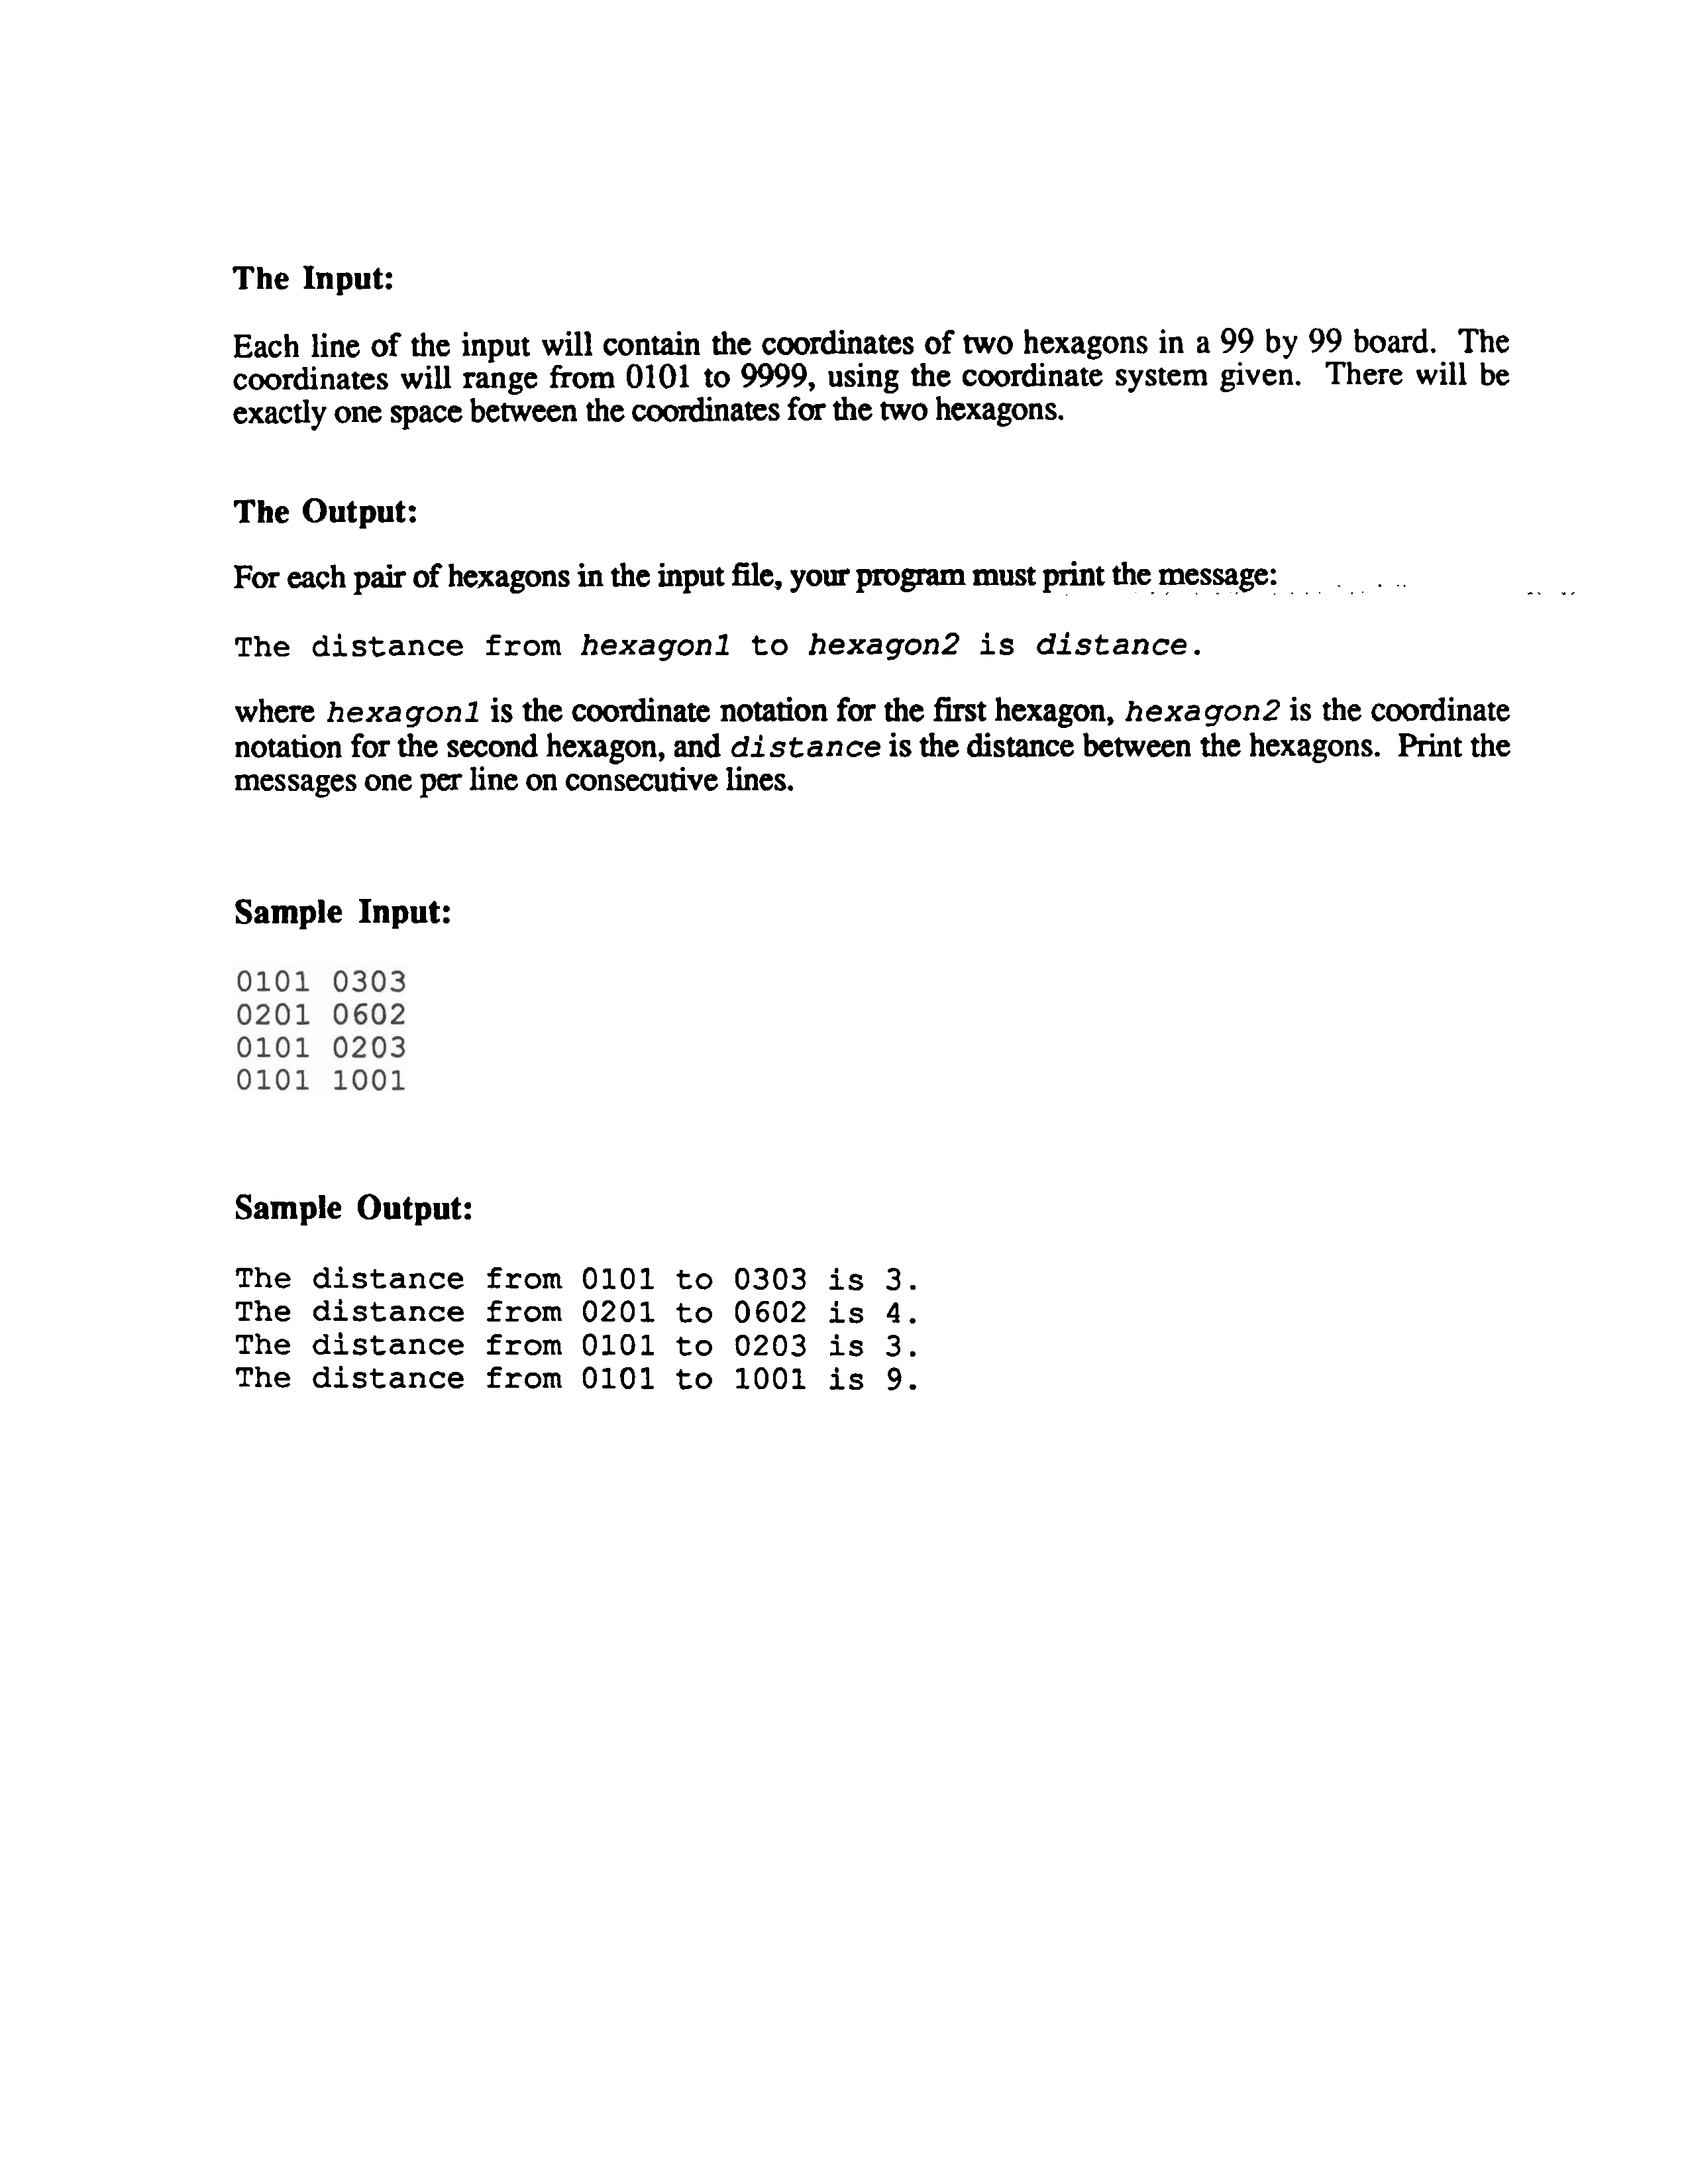 The Input:
Each line of the input will contain the coordinates of two hexagons in a 99 by 99 board. The
coordinates will range from 0101 to 9999, using the coordinate system given. There will be
exactly one space between the coordinates for the two hexagons.
The Output:
For each pair of hexagons in the input file, your program must print the message:
The distance from hexagon1 to hexagon2 is distance.
where hexagon1 is the coordinate notation for the first hexagon, hexagon2 is the coordinate
notation for the second hexagon, and distance is the distance between the hexagons. Print the
messages one per line on consecutive lines.
Sample Input:
0101 0303
0201 0602
0101 0203
0101 1001
Sample Output:
The distance from 0101 to 0303 is 3.
The distance from 0201 to 0602 is 4.
The distance from 0101 to 0203 is 3.
The distance from 0101 to 1001 is 9.